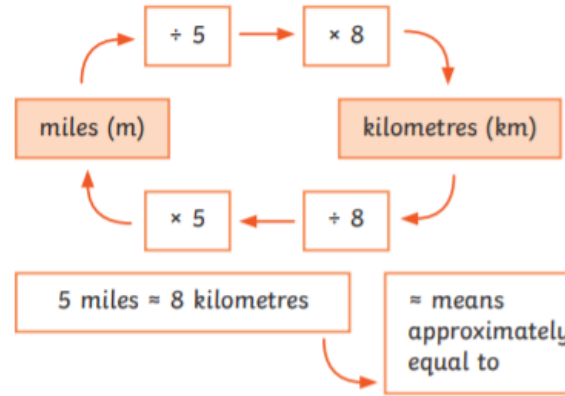 ÷ 5
× 8
miles (m)
kilometres (km)
× 5
÷ 8
5 miles ≈ 8 kilometres
≈ means
approximately
equal to